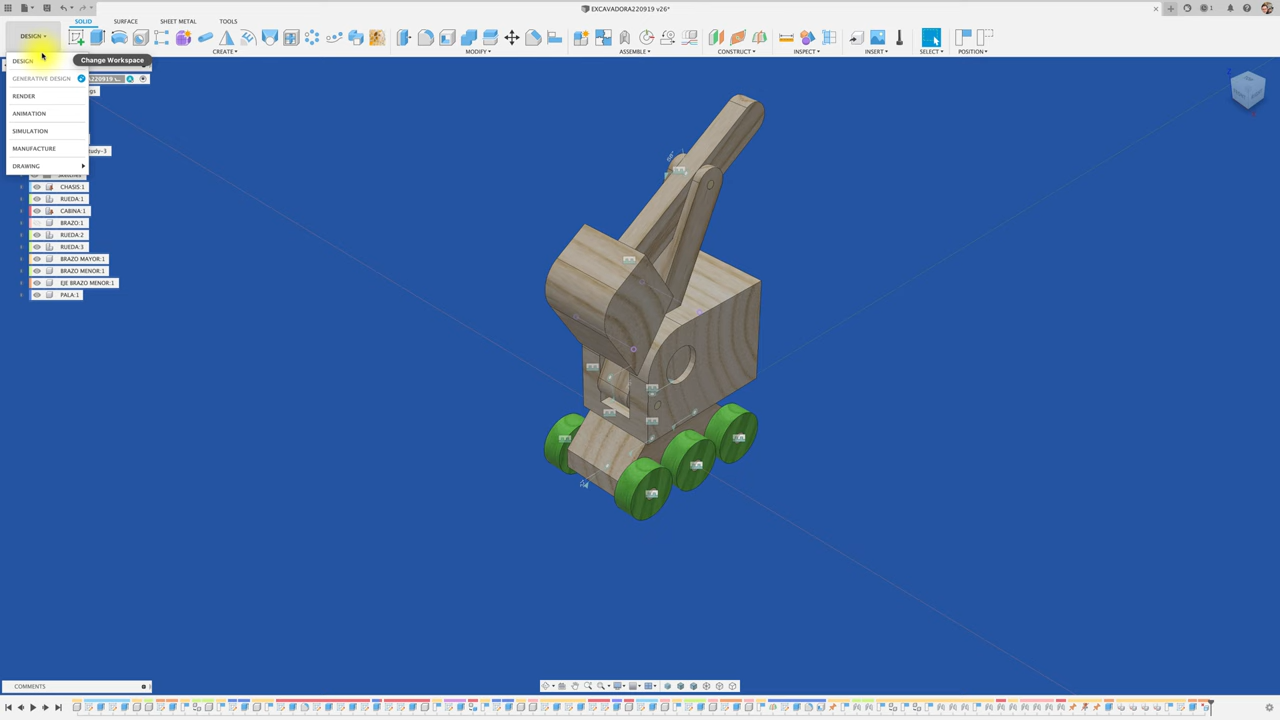 EXCAVADORA220919 v26*
1
DESIGN
SOLID
SURFACE
SHEET METAL
TOOLS
CREATE
MODIFY
ASSEMBLE
CONSTRUCT
INSPECT
INSERT
SELECT
POSITION
Change Workspace
DESIGN
GENERATIVE DESIGN
RENDER
ANIMATION
SIMULATION
MANUFACTURE
DRAWING
CHASIS:1
RUEDA:1
CABINA:1
BRAZO:1
RUEDA:2
RUEDA:3
BRAZO MAYOR:1
BRAZO MENOR:1
EJE BRAZO MENOR:1
PALA:1
COMMENTS